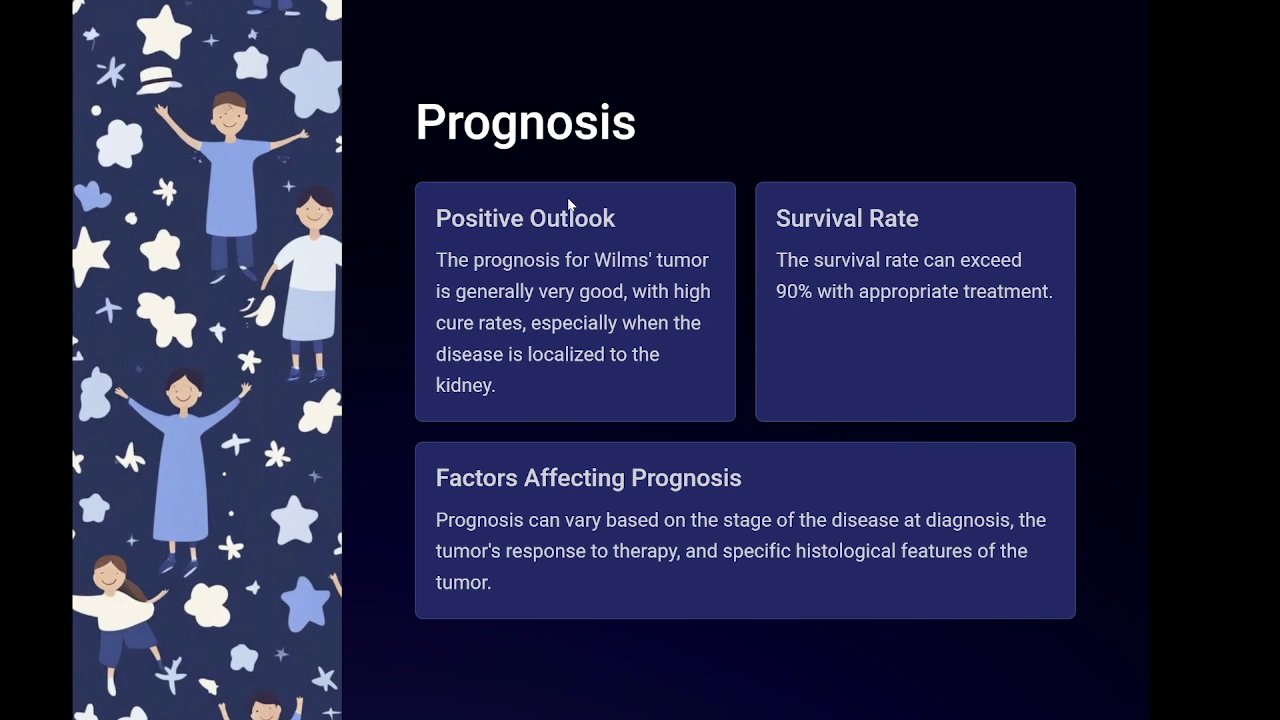 Prognosis
Positive Outlook
The prognosis for Wilms' tumor
is generally very good, with high
cure rates, especially when the
disease is localized to the
kidney.
Survival Rate
The survival rate can exceed
90% with appropriate treatment.
Factors Affecting Prognosis
Prognosis can vary based on the stage of the disease at diagnosis, the
tumor's response to therapy, and specific histological features of the
tumor.